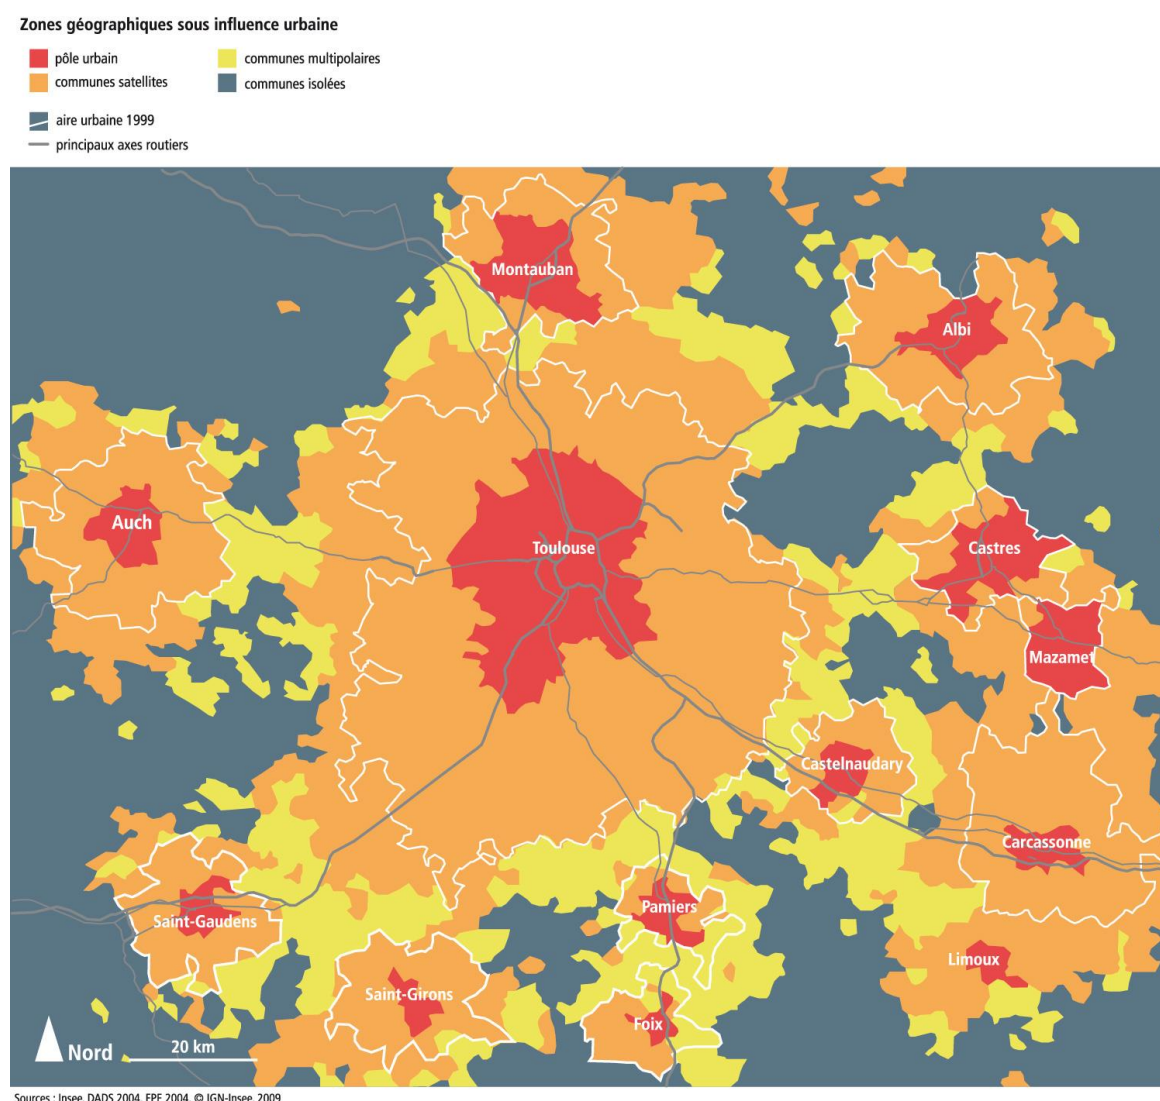 Zones géographiques sous influence urbaine
pôle urbain
communes multipolaires
communes satellites
communes isolées
aire urbaine 1999
principaux axes routiers
Montauban
Albi
Auch
Toulouse
Castres
Mazamet
Castelnaudary
Carcassonne
Pamiers
Saint-Gaudens
Limoux
Saint-Girons
Foix
Nord
20 km
Sources : Insee, DADS 2004, EPF 2004, © IGN-Insee, 2009